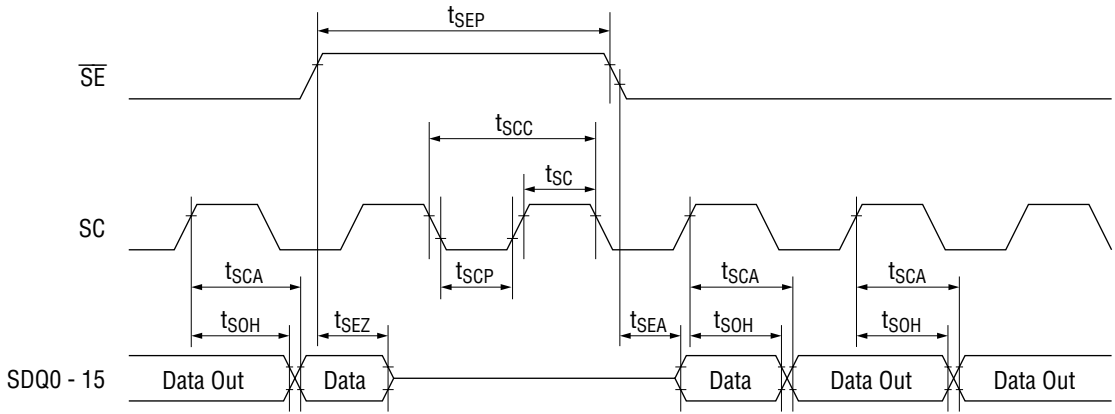 tSEP
SE
tSCC
tSC
SC
tSCP
tSCA tSCA tSCA
tSOH tSEZ tSEA tSOH tSOH
SDQ0 - 15 Data Out Data Data Data Out Data Out